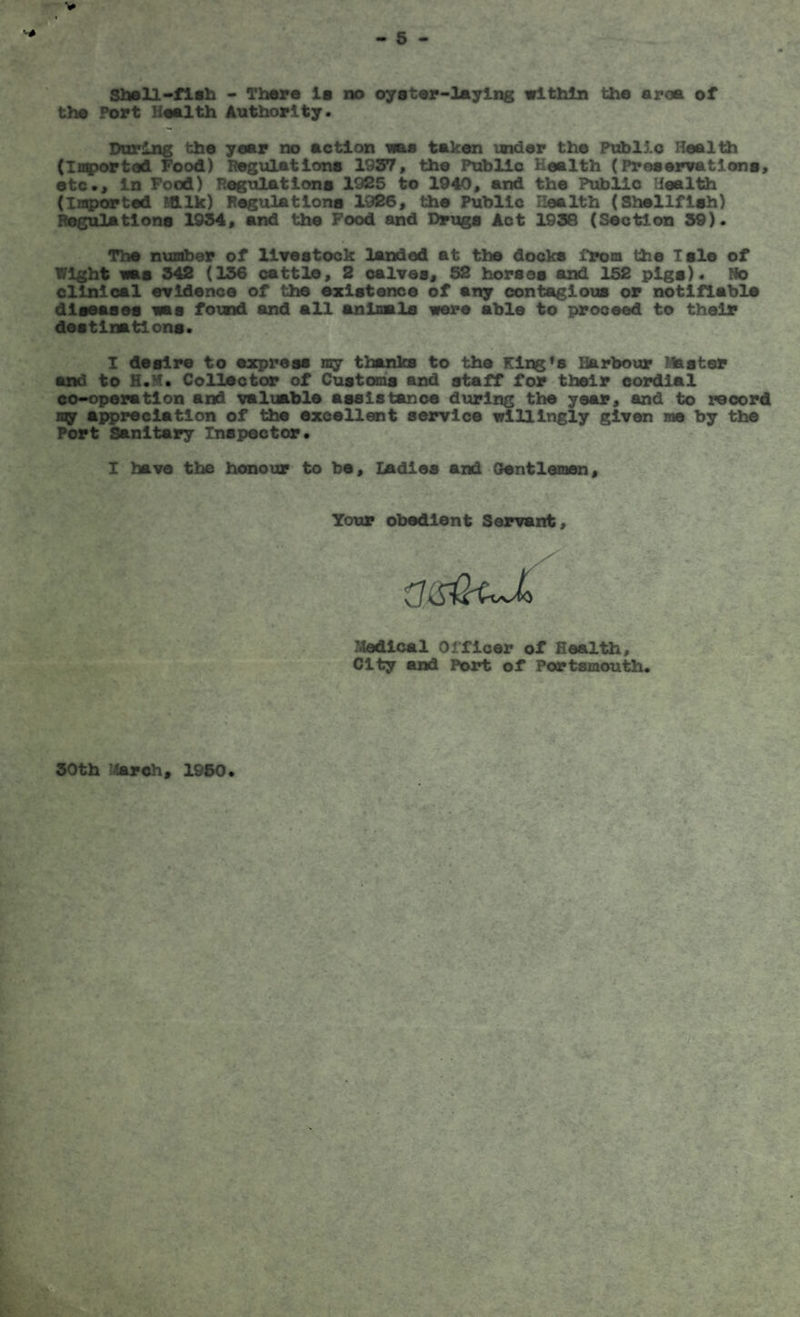 - 5 -
Shell-fish - There is no oyster-laying within the area of
the Port Health Authority.
During the year no action was taken under the Public Health
(Imported Food) Regulations 1937, the Public Health (Preservations,
etc., in Food) Regulations 1925 to 1940, and the Public Health
(Imported Milk) Regulations 1926, the Public Health (Shellfish)
Regulations 1934, and the Food and Drugs Act 1938 (Section 39).
The number of livestock landed at the docks from the Isle of
Wight was 342 (136 cattle, 2 calves, 52 horses and 152 pigs). No
clinical evidence of the existence of any contagious or notifiable
diseases was found and all animals were able to proceed to their
destinations.
I desire to express my thanks to the King's Harbour Master
and to H.M. Collector of Customs and staff for their cordial
co-operation and valuable assistance during the year, and to record
my appreciation of the excellent service willingly given me by the
Port Sanitary Inspector.
I have the honour to be, Ladies and Gentlemen,
Your obedient Servant,
Medical Officer of Health,
City and Port of Portsmouth.
30th March, 1950.